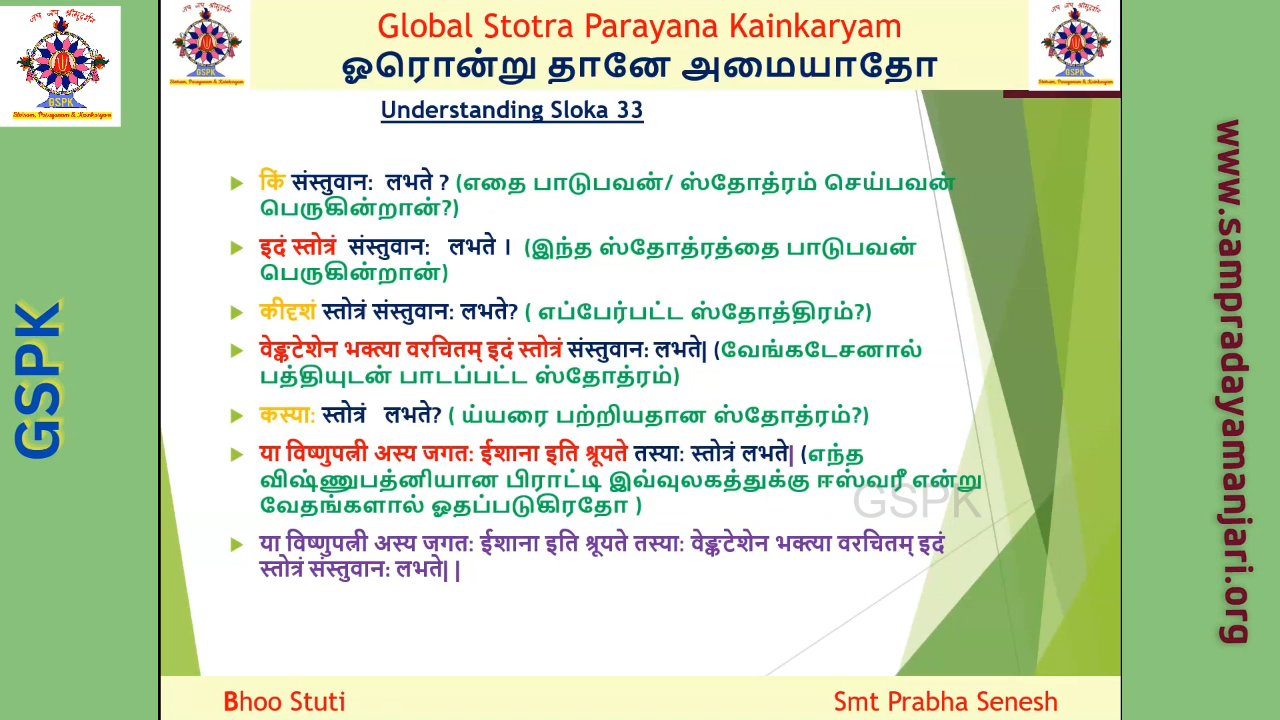 Global Stotra Parayana Kainkaryam
ஓரொன்று தானே அமையாதோ
Understanding Sloka 33
किं संस्तुवान: लभते ? (எதை பாடுபவன்/ ஸ்தோத்ரம் செய்பவன்
பெருகின்றான்?)
इदं स्तोत्रं संस्तुवान: लभते । (இந்த ஸ்தோத்ரத்தை பாடுபவன்
பெருகின்றான்)
कीदृशं स्तोत्रं संस्तुवान: लभते? ( எப்பேர்பட்ட ஸ்தோத்திரம்?)
वेङ्कटेशेन भक्त्या वरचितम् इदं स्तोत्रं संस्तुवान: लभते| (வேங்கடேசனால்
பத்தியுடன் பாடப்பட்ட ஸ்தோத்ரம்)
कस्या: स्तोत्रं लभते? ( ய்யரை பற்றியதான ஸ்தோத்ரம்?)
या विष्णुपत्नी अस्य जगत: ईशाना इति श्रूयते तस्या: स्तोत्रं लभते| (எந்த
விஷ்ணுபத்னியான பிராட்டி இவ்வுலகத்துக்கு ஈஸ்வரீ என்று
வேதங்களால் ஓதப்படுகிரதோ )
या विष्णुपत्नी अस्य जगत: ईशाना इति श्रूयते तस्या: वेङ्कटेशेन भक्त्या वरचितम् इदं
स्तोत्रं संस्तुवान: लभते| |
GSPK
Bhoo Stuti
Smt Prabha Senesh
GSPK
www.sampradayamanjari.org
GSPK
GSPK
GSPK